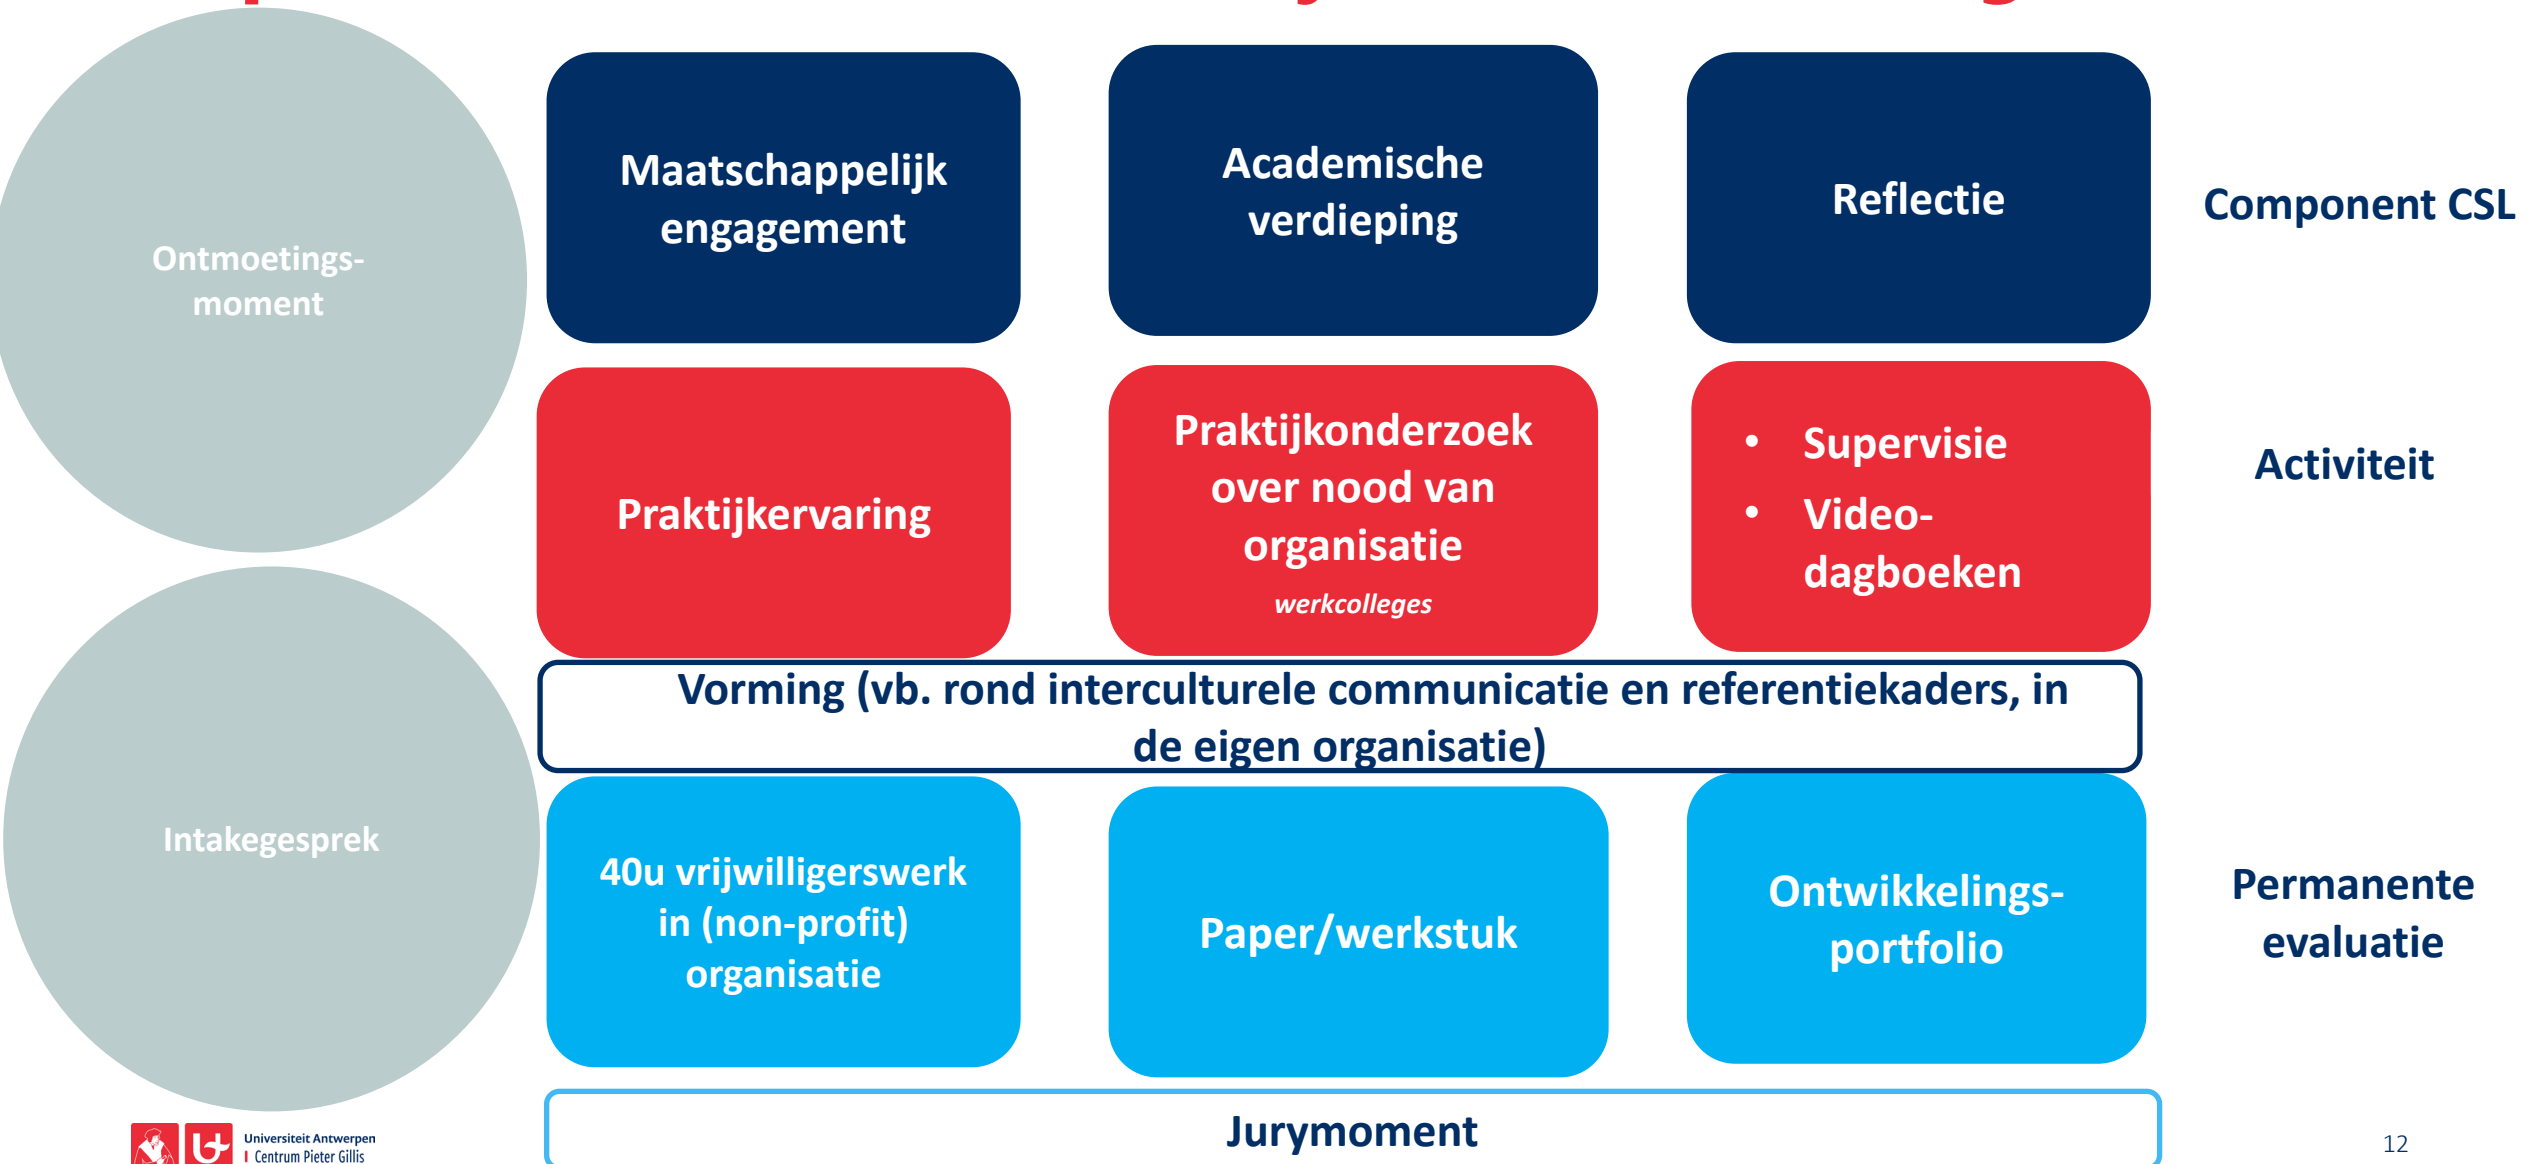 Ontmoetings-
moment
Intakegesprek
Maatschappelijk
engagement
Academische
verdieping
Reflectie
Component CSL
Praktijkervaring
Praktijkonderzoek
over nood van
organisatie
werkcolleges
• Supervisie
• Video-
dagboeken
Activiteit
Vorming (vb. rond interculturele communicatie en referentiekaders, in
de eigen organisatie)
40u vrijwilligerswerk
in (non-profit)
organisatie
Paper/werkstuk
Ontwikkelings-
portfolio
Permanente
evaluatie
Jurymoment
Universiteit Antwerpen
Centrum Pieter Gillis
12